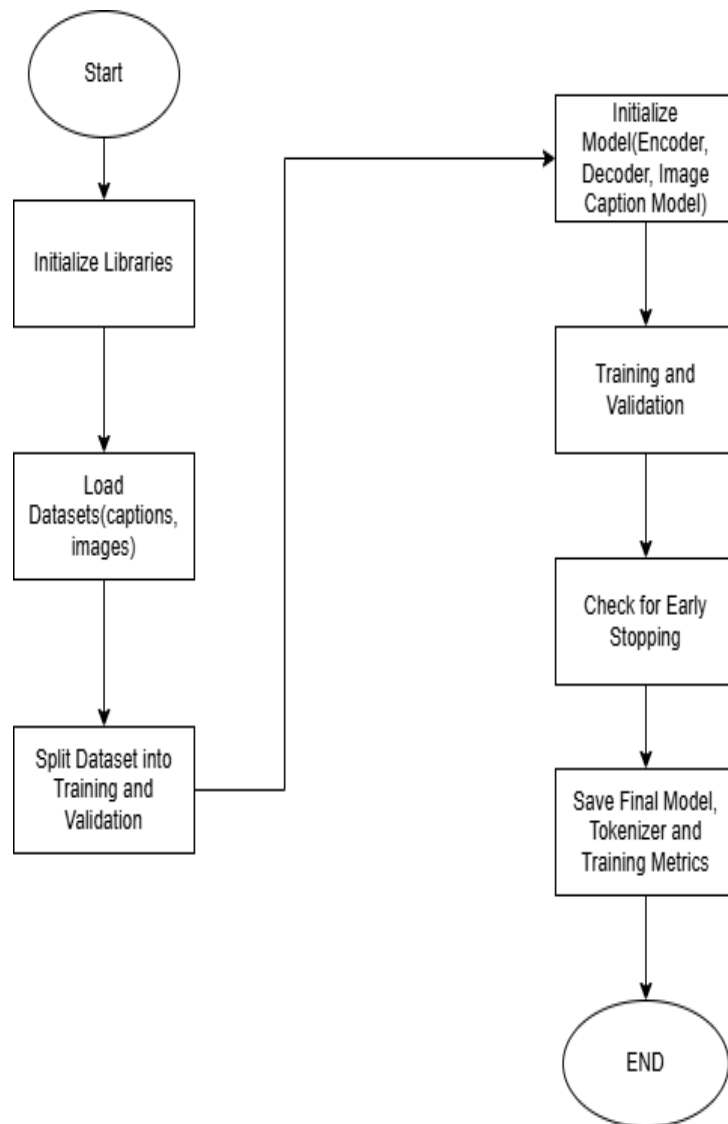 Start
Initialize Libraries
Load
Datasets(captions,
images)
Split Dataset into
Training and
Validation
Initialize
Model(Encoder,
Decoder, Image
Caption Model)
Training and
Validation
Check for Early
Stopping
Save Final Model,
Tokenizer and
Training Metrics
END